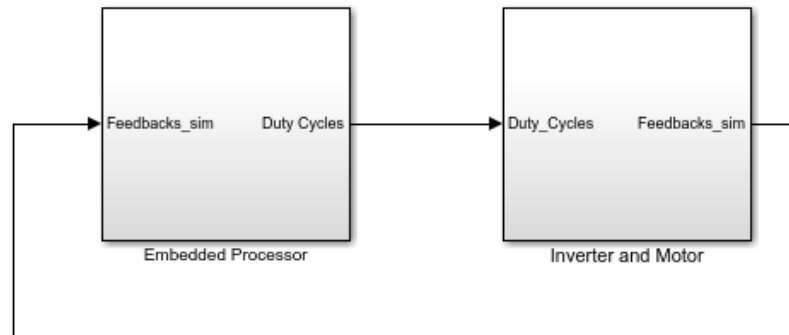 Feedbacks_sim
Duty Cycles
Duty_Cycles
Feedbacks_sim
Embedded Processor
Inverter and Motor